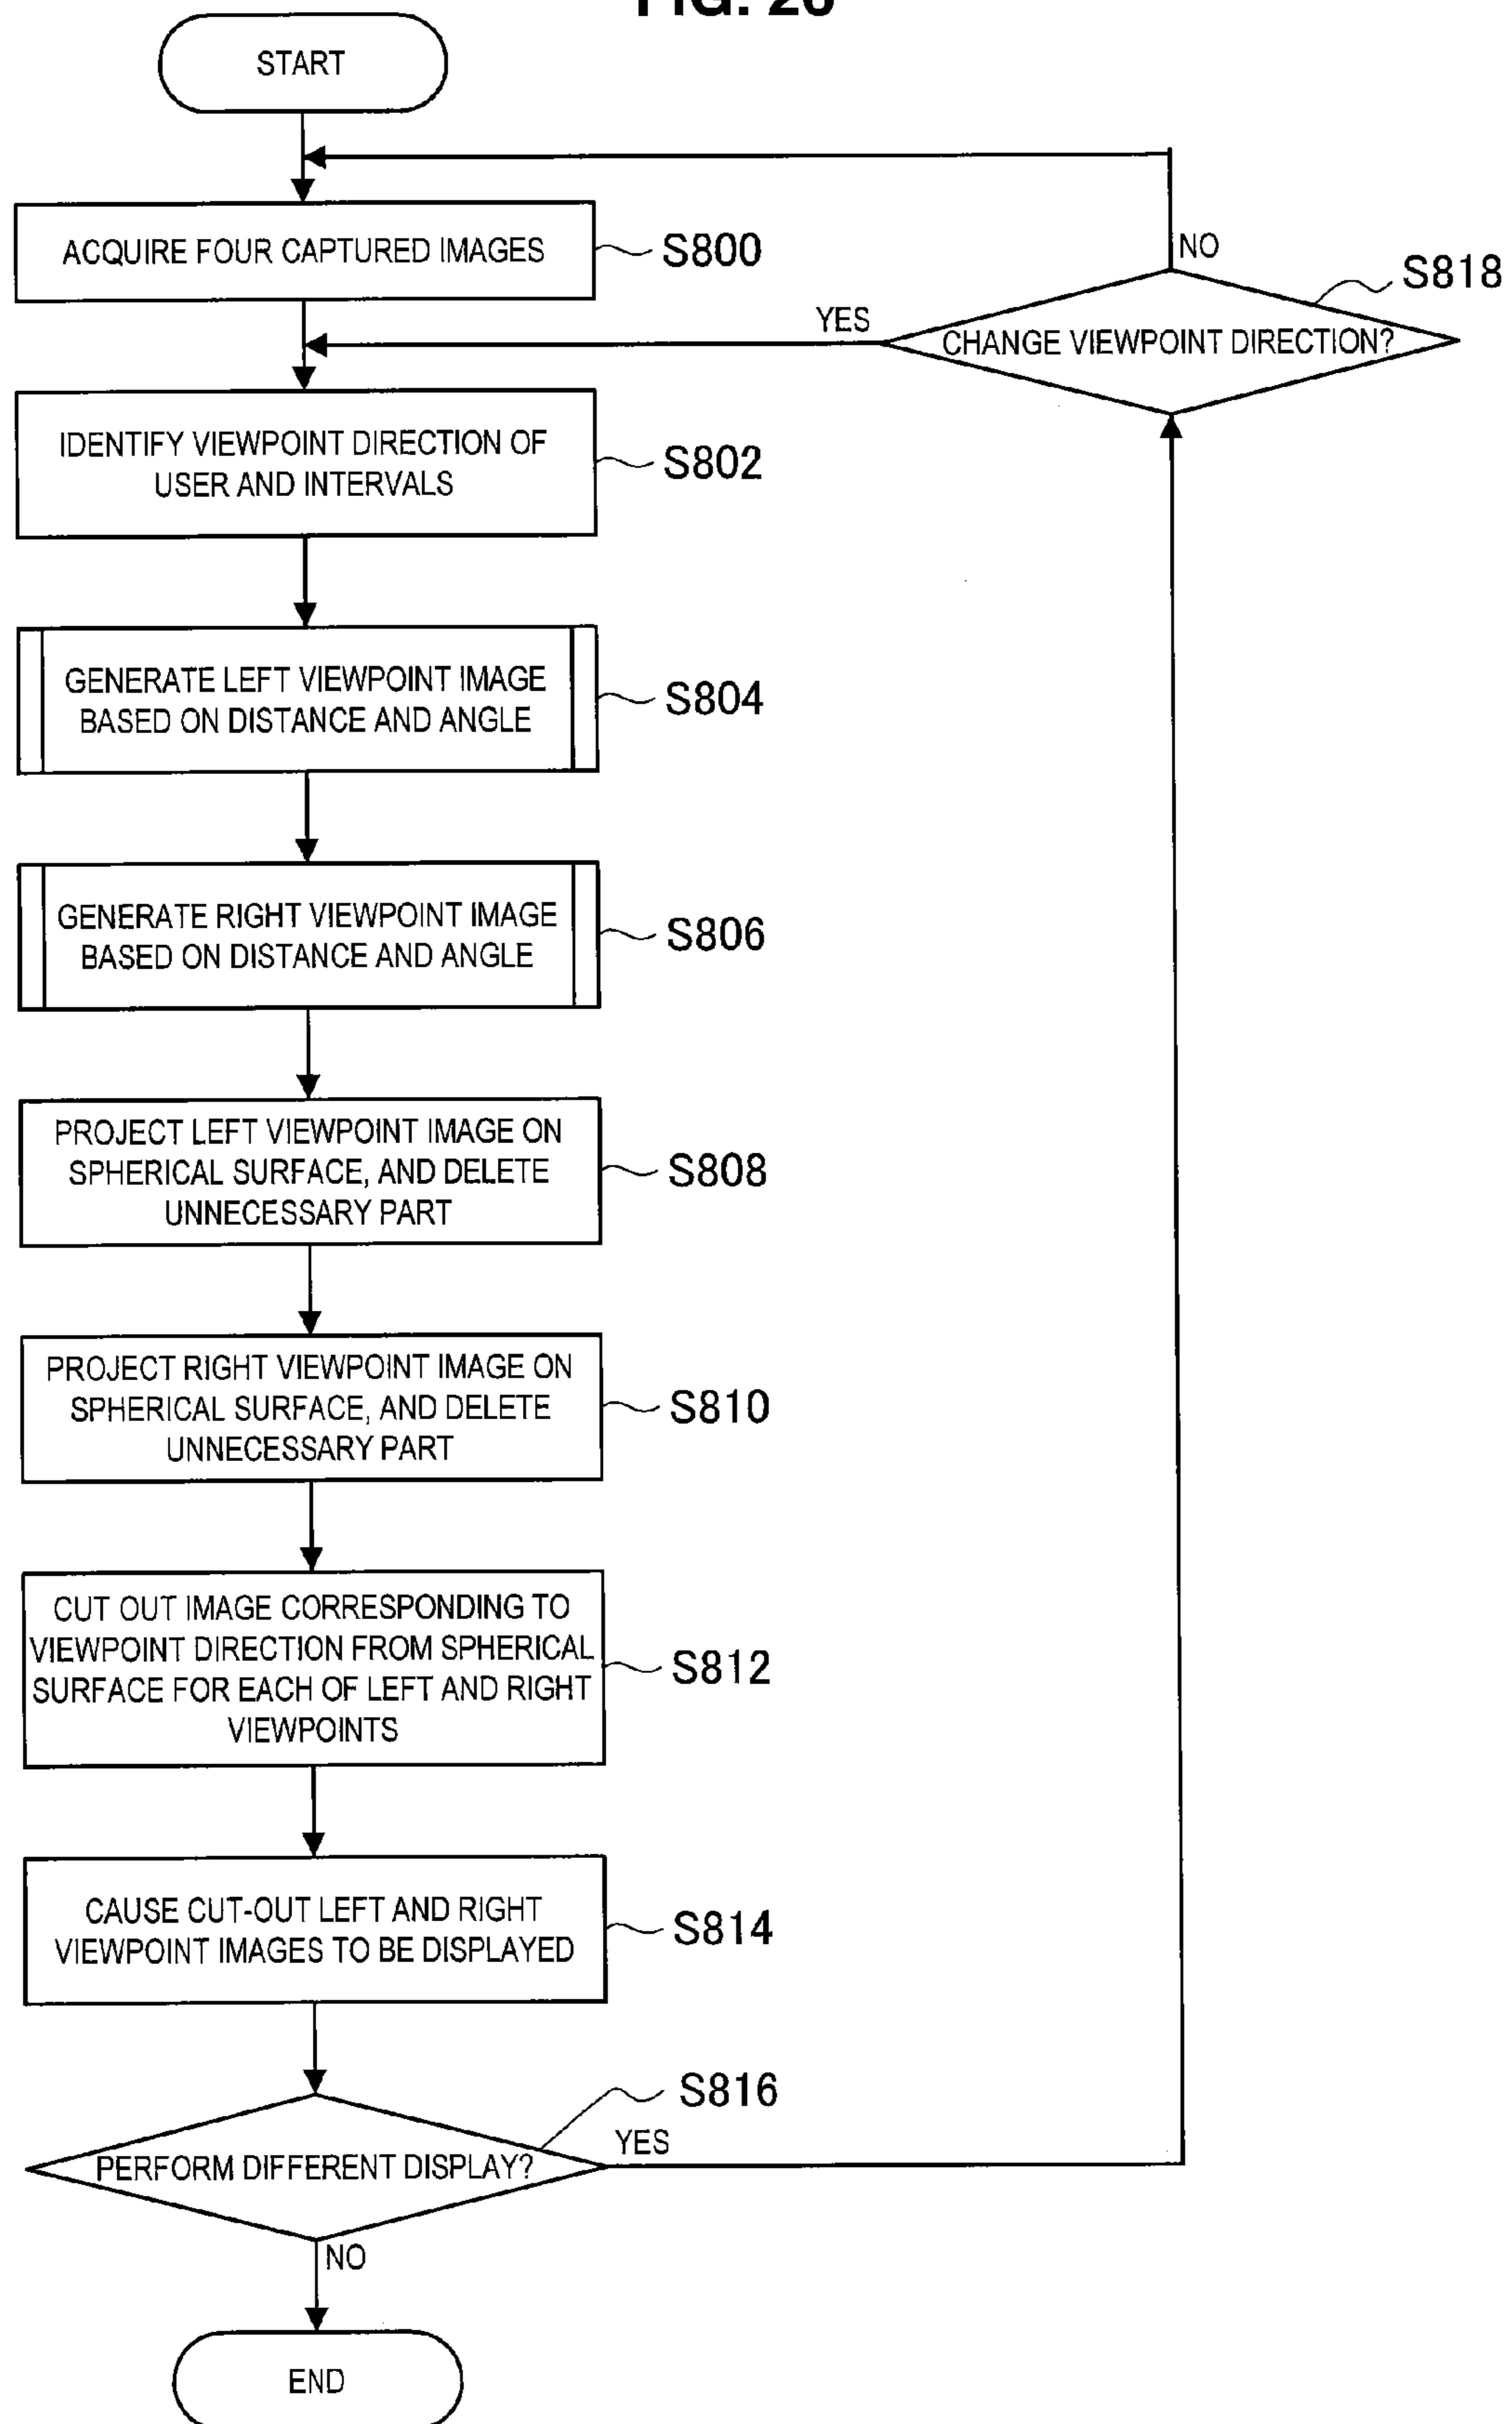 START
ACQUIRE FOUR CAPTURED IMAGES
S800
NO
S818
YES
CHANGE VIEWPOINT DIRECTION?
IDENTIFY VIEWPOINT DIRECTION OF
USER AND INTERVALS
S802
GENERATE LEFT VIEWPOINT IMAGE
BASED ON DISTANCE AND ANGLE
S804
GENERATE RIGHT VIEWPOINT IMAGE
BASED ON DISTANCE AND ANGLE
S806
PROJECT LEFT VIEWPOINT IMAGE ON
SPHERICAL SURFACE, AND DELETE
UNNECESSARY PART
S808
PROJECT RIGHT VIEWPOINT IMAGE ON
SPHERICAL SURFACE, AND DELETE
UNNECESSARY PART
S810
CUT OUT IMAGE CORRESPONDING TO
VIEWPOINT DIRECTION FROM SPHERICAL
SURFACE FOR EACH OF LEFT AND RIGHT
VIEWPOINTS
S812
CAUSE CUT-OUT LEFT AND RIGHT
VIEWPOINT IMAGES TO BE DISPLAYED
S814
S816
YES
PERFORM DIFFERENT DISPLAY?
NO
END